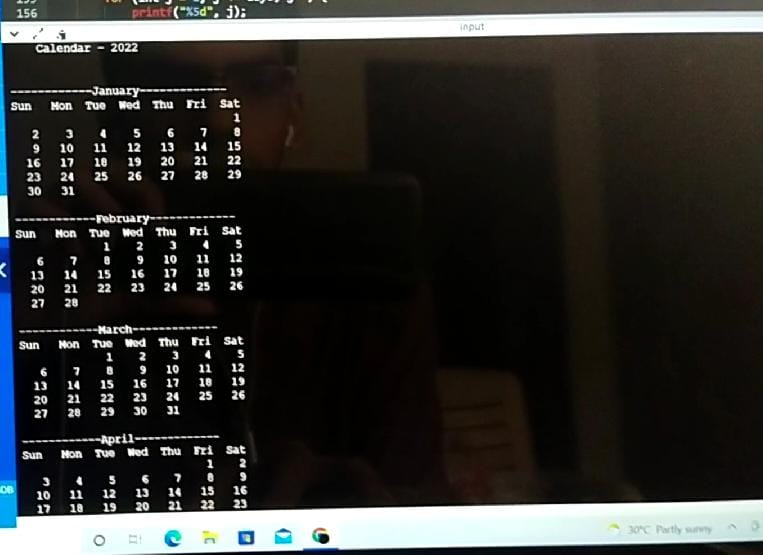 156 printf("%5d", j);
input
Calendar - 2022
------------January-------------
Sun Mon Tue Wed Thu Fri Sat
1
2 3 4 5 6 7 8
9 10 11 12 13 14 15
16 17 18 19 20 21 22
23 24 25 26 27 28 29
30 31
------------February-------------
Sun Mon Tue Wed Thu Fri Sat
1 2 3 4 5
6 7 8 9 10 11 12
13 14 15 16 17 18 19
20 21 22 23 24 25 26
27 28
------------March-------------
Sun Mon Tue Wed Thu Fri Sat
1 2 3 4 5
6 7 8 9 10 11 12
13 14 15 16 17 18 19
20 21 22 23 24 25 26
27 28 29 30 31
------------April-------------
Sun Mon Tue Wed Thu Fri Sat
1 2
3 4 5 6 7 8 9
10 11 12 13 14 15 16
17 18 19 20 21 22 23
30°C Partly sunny